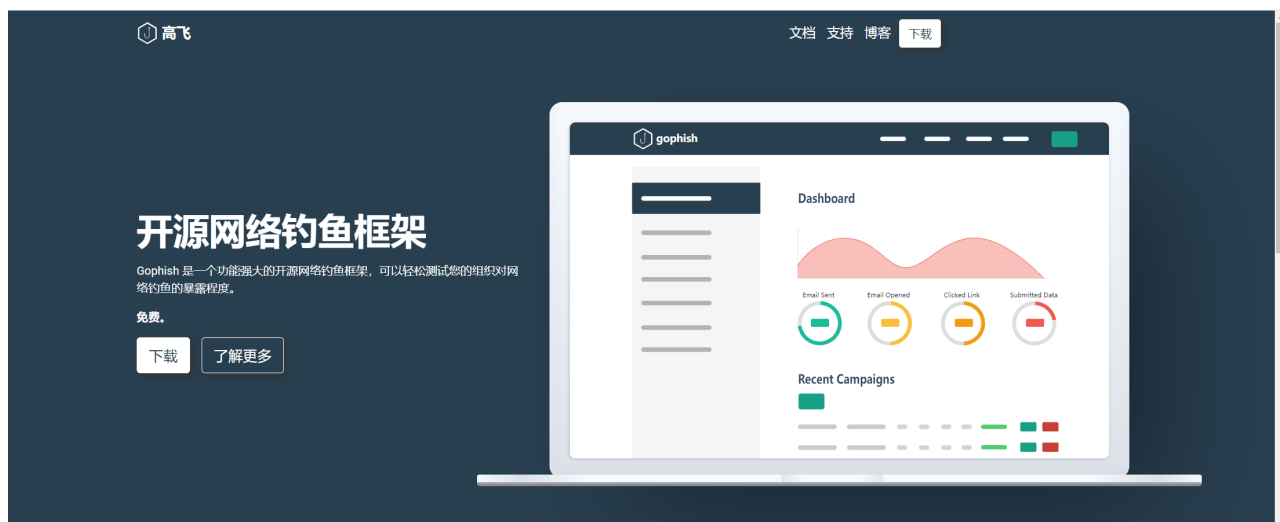 高飞
文档 支持 博客 下载
gophish
Dashboard
开源网络钓鱼框架
Gophish 是一个功能强大的开源网络钓鱼框架，可以轻松测试您的组织对网
络钓鱼的暴露程度。
免费。
下载 了解更多
Email Sent Email Opened Clicked Link Submitted Data
Recent Campaigns